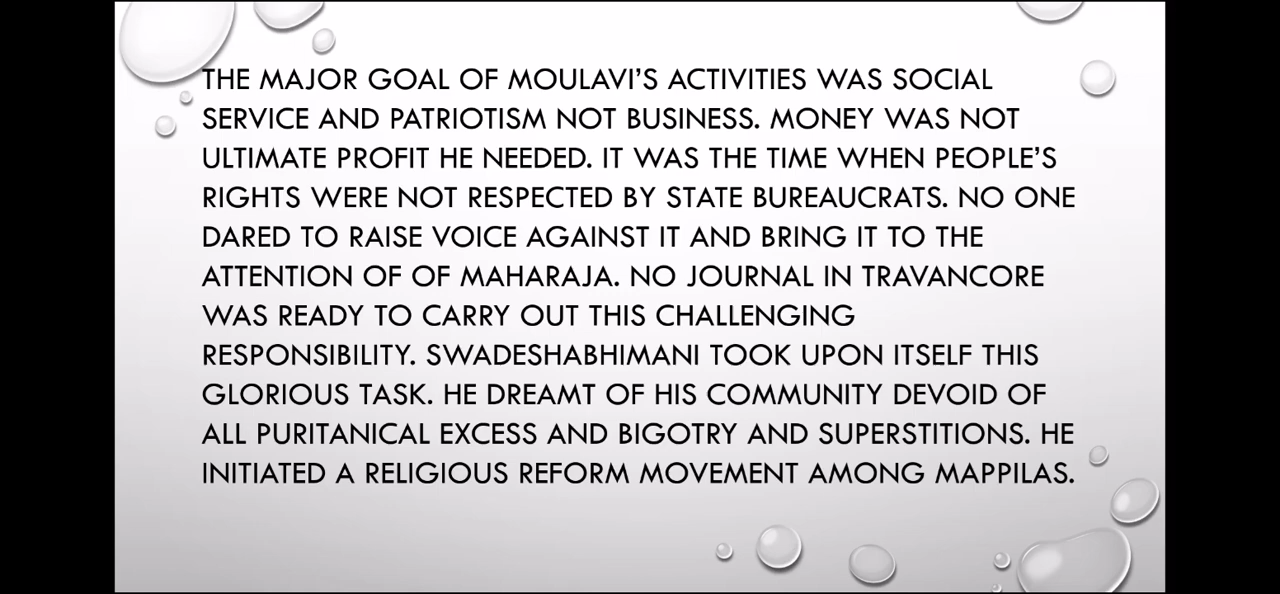 THE MAJOR GOAL OF MOULAVI’S ACTIVITIES WAS SOCIAL
SERVICE AND PATRIOTISM NOT BUSINESS. MONEY WAS NOT
ULTIMATE PROFIT HE NEEDED. IT WAS THE TIME WHEN PEOPLE’S
RIGHTS WERE NOT RESPECTED BY STATE BUREAUCRATS. NO ONE
DARED TO RAISE VOICE AGAINST IT AND BRING IT TO THE
ATTENTION OF OF MAHARAJA. NO JOURNAL IN TRAVANCORE
WAS READY TO CARRY OUT THIS CHALLENGING
RESPONSIBILITY. SWADESHABHIMANI TOOK UPON ITSELF THIS
GLORIOUS TASK. HE DREAMT OF HIS COMMUNITY DEVOID OF
ALL PURITANICAL EXCESS AND BIGOTRY AND SUPERSTITIONS. HE
INITIATED A RELIGIOUS REFORM MOVEMENT AMONG MAPPILAS.